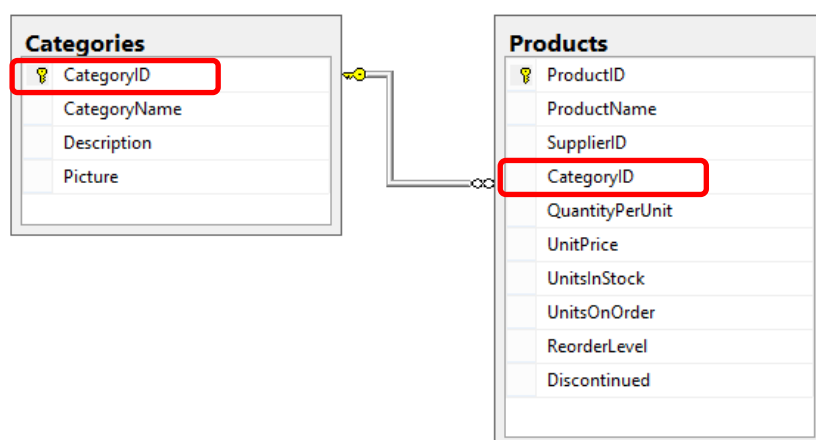 Categories
CategoryID
CategoryName
Description
Picture
Products
ProductID
ProductName
SupplierID
CategoryID
QuantityPerUnit
UnitPrice
UnitsInStock
UnitsOnOrder
ReorderLevel
Discontinued